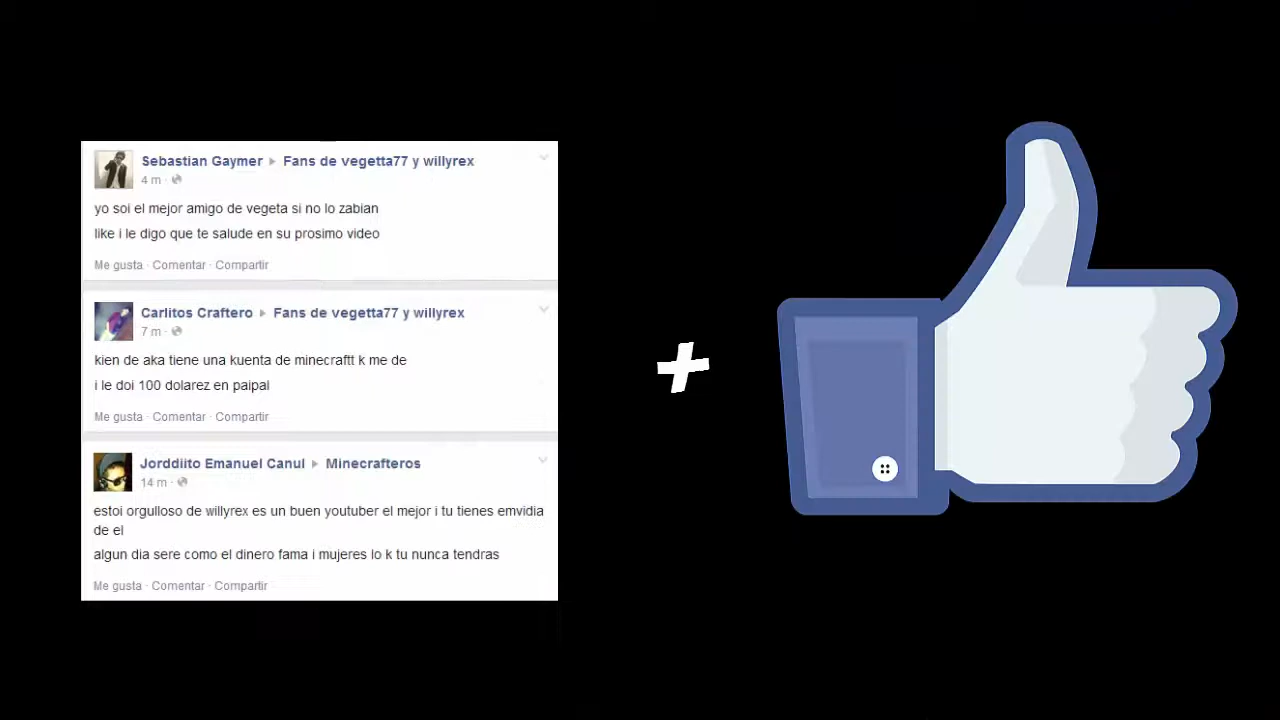 Sebastian Gaymer ▸ Fans de vegetta77 y willyrex
4 m ·
yo soi el mejor amigo de vegeta si no lo zabian
like i le digo que te salude en su prosimo video
Me gusta · Comentar · Compartir
Carlitos Craftero ▸ Fans de vegetta77 y willyrex
7 m ·
kien de aka tiene una kuenta de minecraftt k me de
i le doi 100 dolarez en paipal
Me gusta · Comentar · Compartir
Jorddiito Emanuel Canul ▸ Minecrafteros
14 m ·
estoi orgulloso de willyrex es un buen youtuber el mejor i tu tienes emvidia
de el
algun dia sere como el dinero fama i mujeres lo k tu nunca tendras
Me gusta · Comentar · Compartir
+